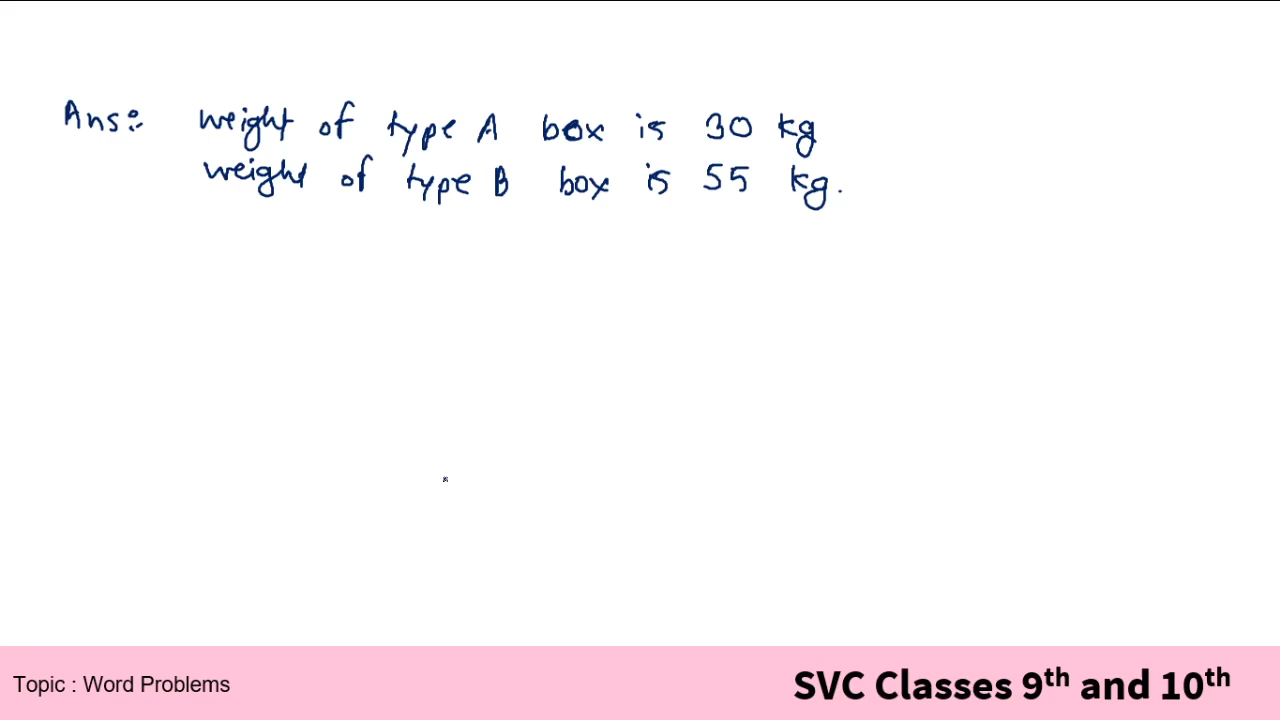 Ans: weight of type A box is 30 kg
weight of type B box is 55 kg.
Topic : Word Problems
SVC Classes 9th and 10th